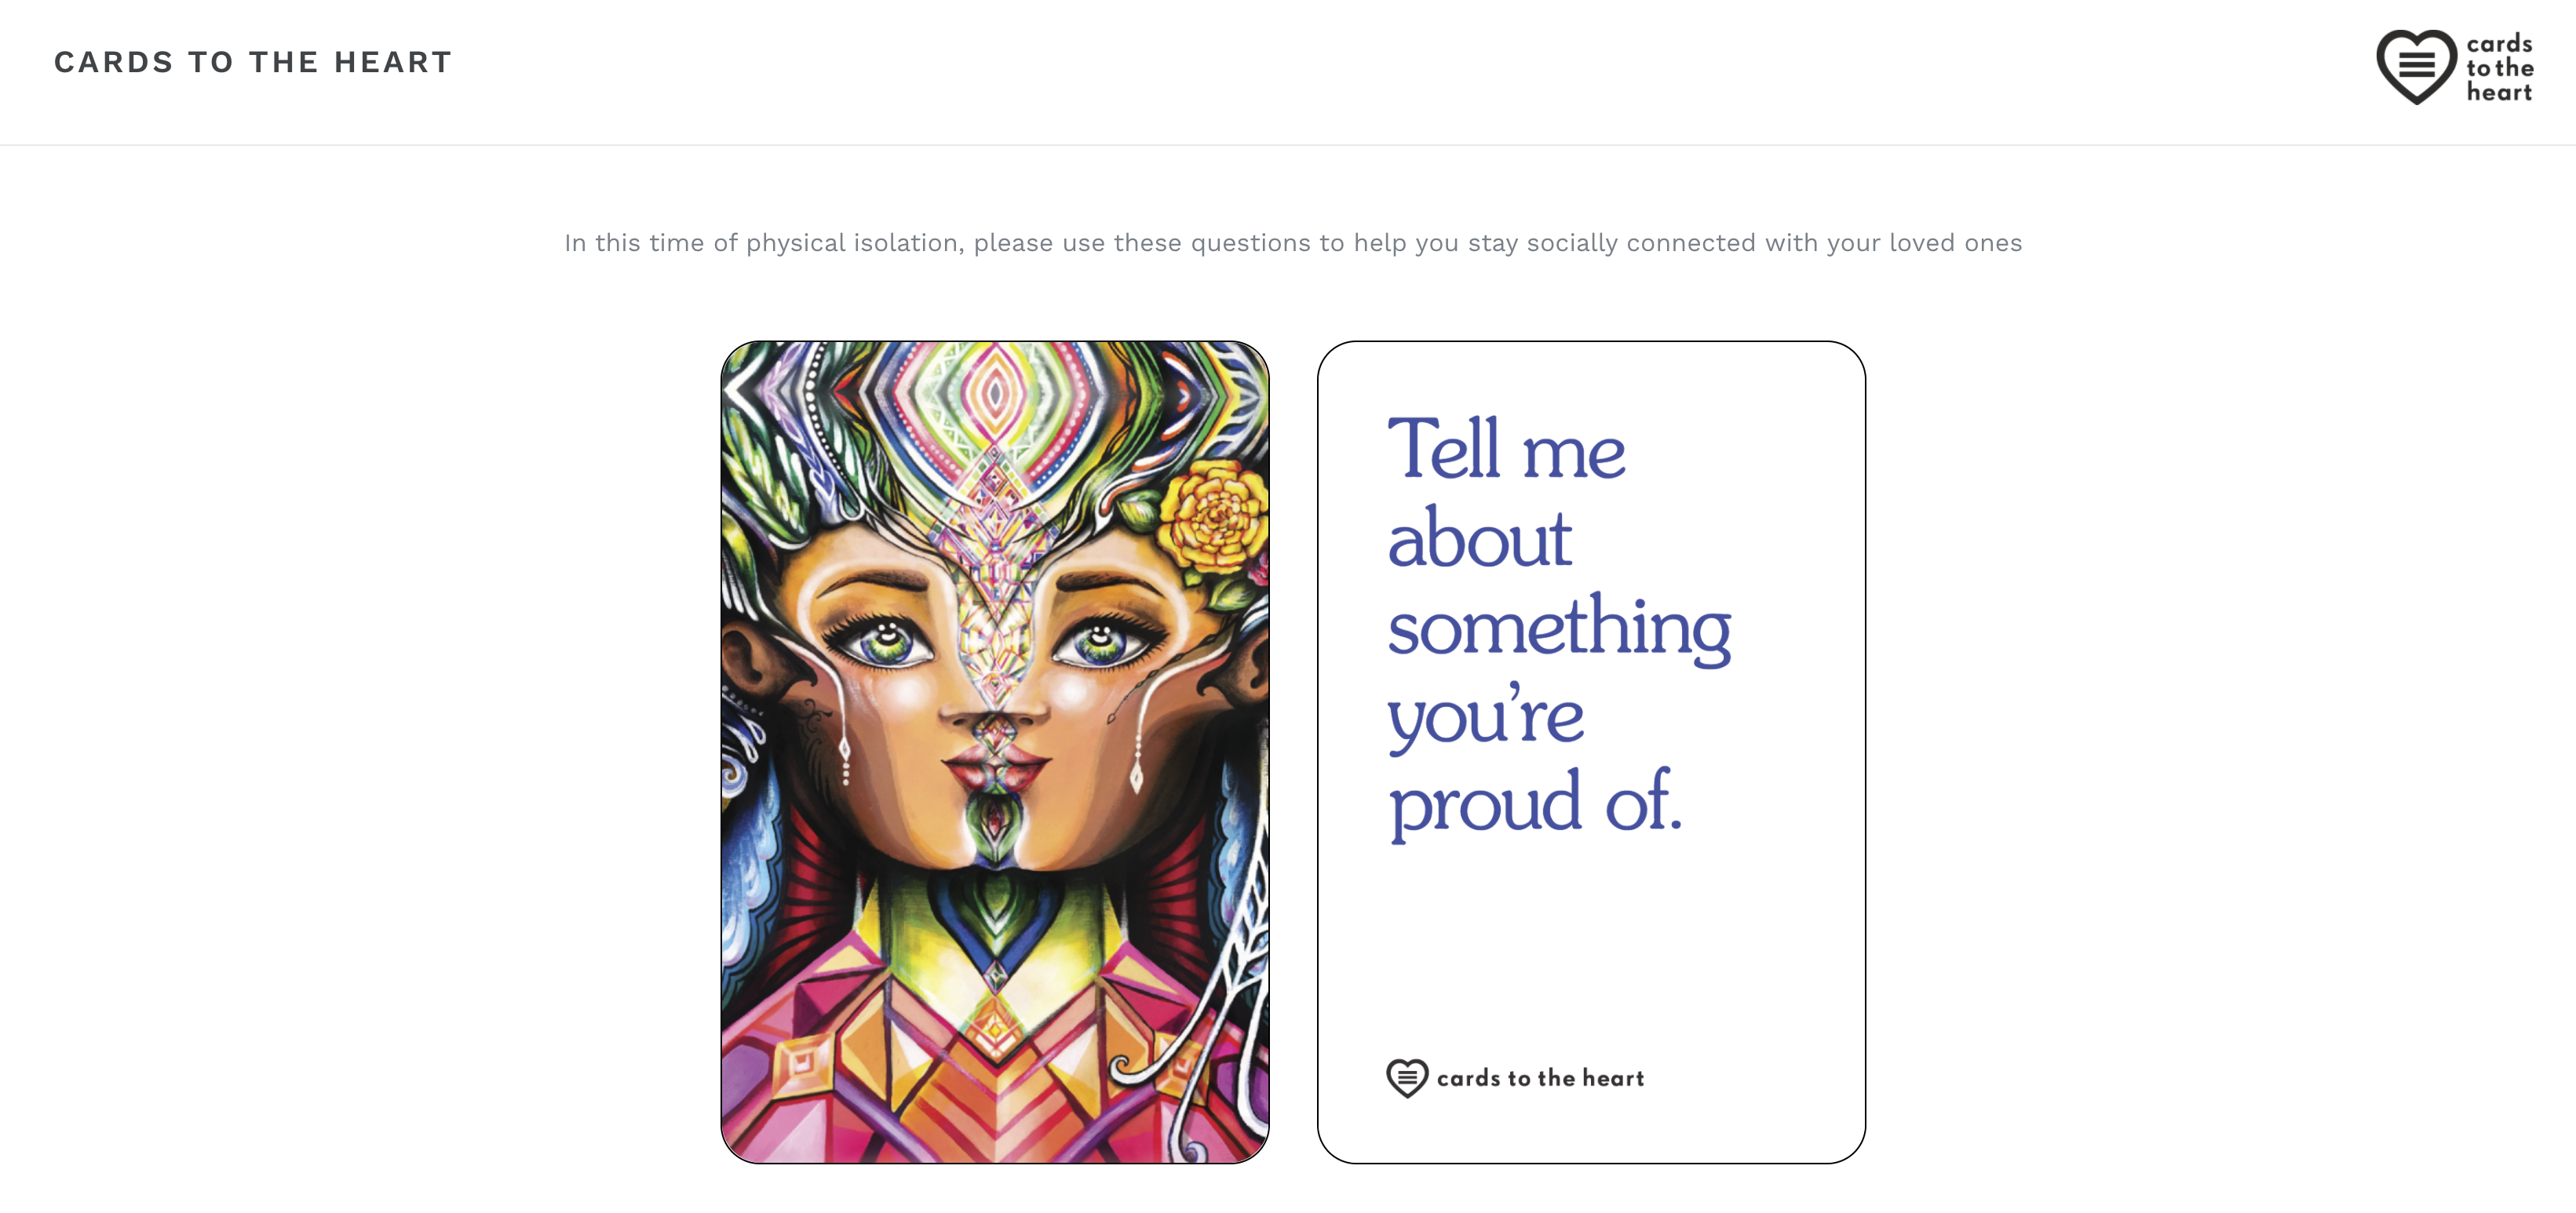 CARDS TO THE HEART
cards
to the
heart
In this time of physical isolation, please use these questions to help you stay socially connected with your loved ones
Tell me
about
something
you’re
proud of.
cards to the heart